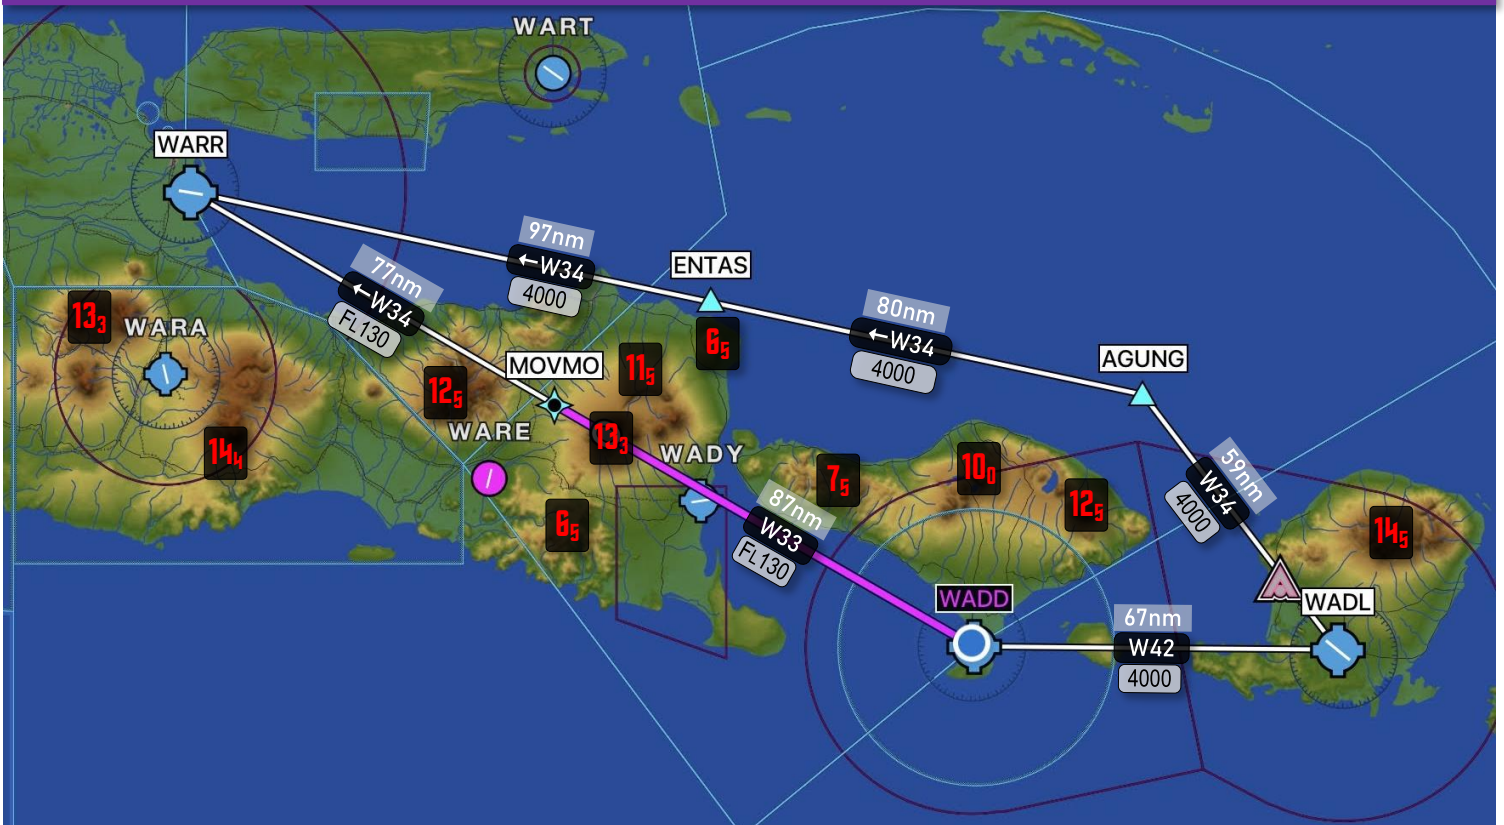 WART
WARR
97nm
←W34
4000
ENTAS
77nm
←W34
FL130
80nm
←W34
4000
13₃
WARA
6₅
AGUNG
MOVMO
11₅
12₅
WARE
13₃
WADY
14₄
7₅
10₀
12₅
59nm
W34
4000
6₅
87nm
W33
FL130
14₅
WADD
WADL
67nm
W42
4000